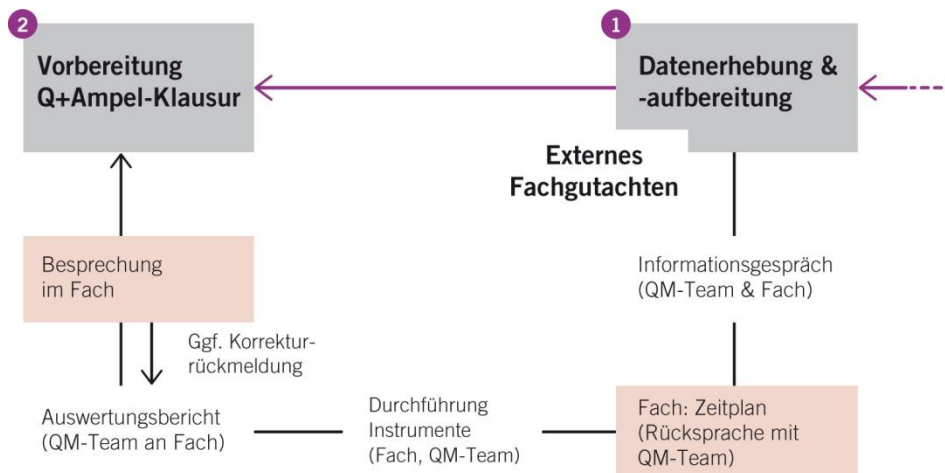 2
Vorbereitung
Q+Ampel-Klausur
1
Datenerhebung &
-aufbereitung
Externes
Fachgutachten
Besprechung
im Fach
Informationsgespräch
(QM-Team & Fach)
Ggf. Korrektur-
rückmeldung
Auswertungsbericht
(QM-Team an Fach)
Durchführung
Instrumente
(Fach, QM-Team)
Fach: Zeitplan
(Rücksprache mit
QM-Team)